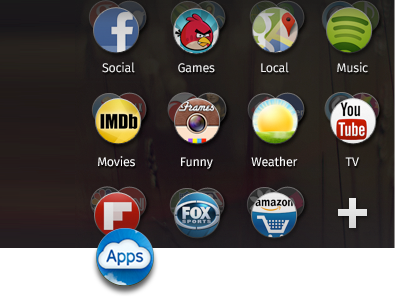 f
Social
Games
Local
Music
IMDb
Frames
You
Tube
Movies
Funny
Weather
TV
FOX
SPORTS
amazon
Apps